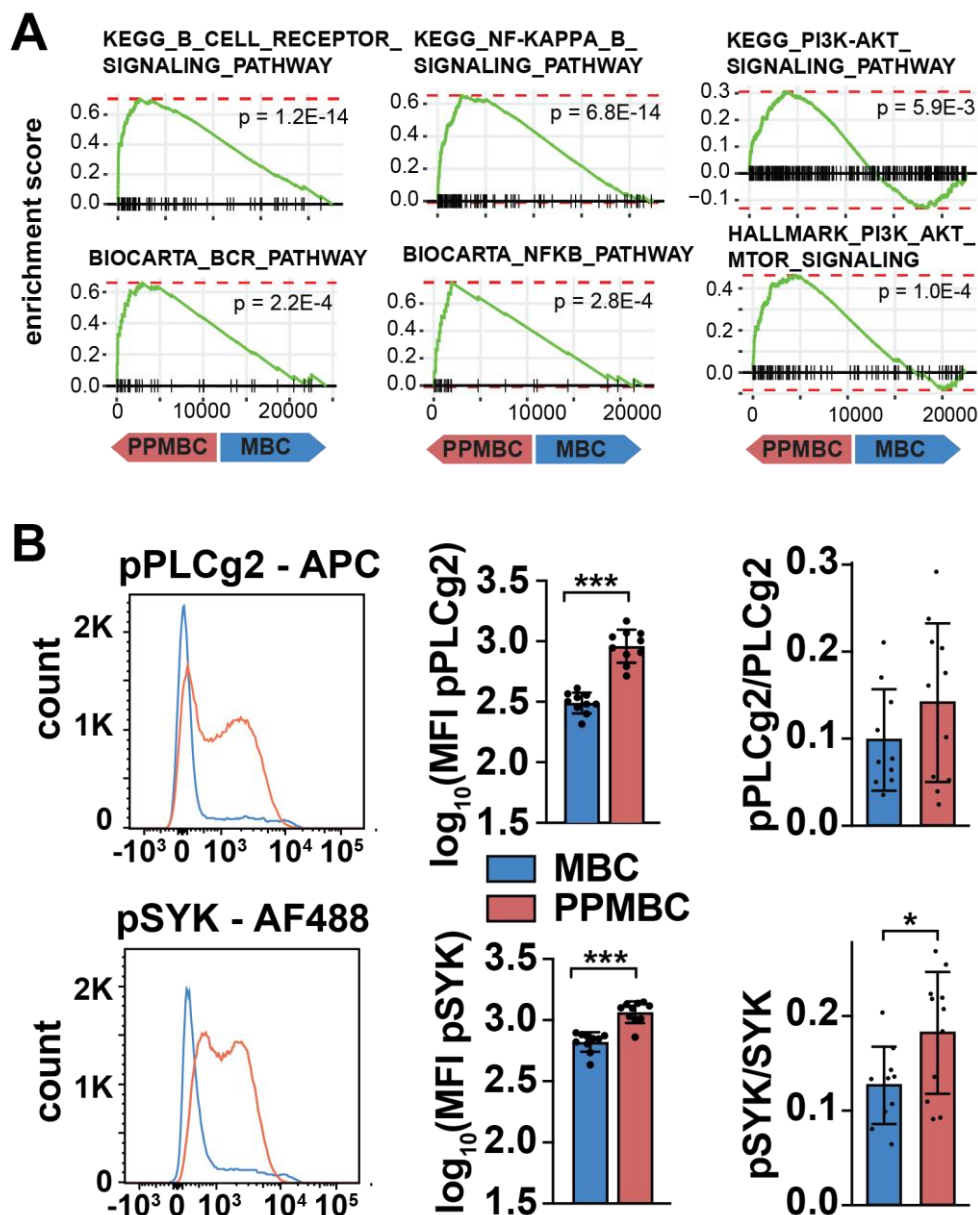 A
KEGG_B_CELL_RECEPTOR_
SIGNALING_PATHWAY
KEGG_NF-KAPPA_B_
SIGNALING_PATHWAY
KEGG_PI3K-AKT_
SIGNALING_PATHWAY
enrichment score
0.6
0.4
0.2
0.0
p = 1.2E-14
0.6
0.4
0.2
0.0
p = 6.8E-14
0.3
0.2
0.1
0.0
−0.1
p = 5.9E-3
BIOCARTA_BCR_PATHWAY
BIOCARTA_NFKB_PATHWAY
HALLMARK_PI3K_AKT_
MTOR_SIGNALING
0.6
0.4
0.2
0.0
p = 2.2E-4
0 10000 20000
0.6
0.4
0.2
0.0
p = 2.8E-4
0 10000 20000
0.4
0.2
0.0
p = 1.0E-4
0 10000 20000
PPMBC MBC
PPMBC MBC
PPMBC MBC
B
pPLCg2 - APC
count
2K
1K
0
-10³ 0 10³ 10⁴ 10⁵
log₁₀(MFI pPLCg2)
3.5
3.0
2.5
2.0
1.5
***
pPLCg2/PLCg2
0.3
0.2
0.1
0.0
MBC
PPMBC
pSYK - AF488
count
2K
1K
0
-10³ 0 10³ 10⁴ 10⁵
log₁₀(MFI pSYK)
3.5
3.0
2.5
2.0
1.5
***
pSYK/SYK
0.2
0.1
0.0
*